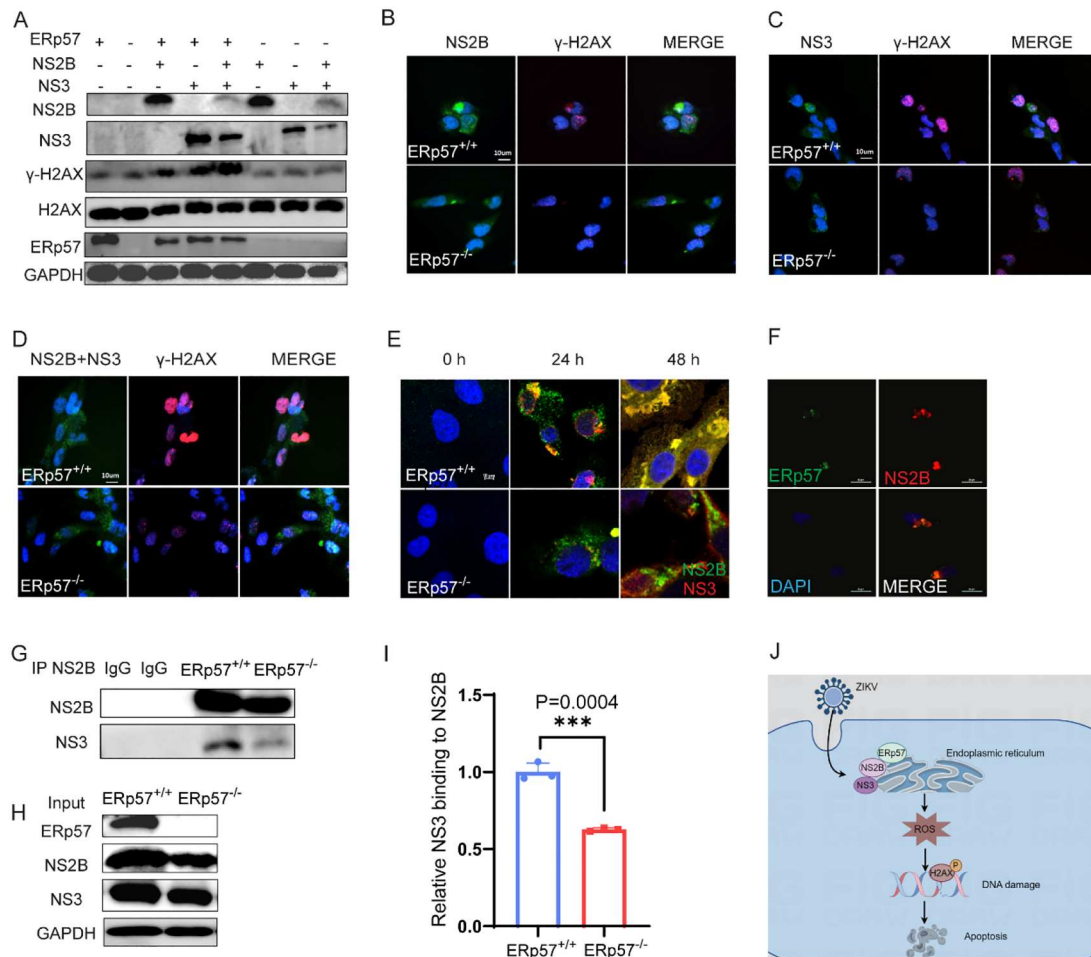 A
ERp57 + - + + + - - -
NS2B - - + - + + - +
NS3 - - - + + - + +
NS2B
NS3
γ-H2AX
H2AX
ERp57
GAPDH
B
NS2B γ-H2AX MERGE
ERp57+/+
10um
ERp57-/-
C
NS3 γ-H2AX MERGE
ERp57+/+
10um
ERp57-/-
D
NS2B+NS3 γ-H2AX MERGE
ERp57+/+
10um
ERp57-/-
E
0 h 24 h 48 h
ERp57+/+
ERp57-/-
NS2B
NS3
F
ERp57 NS2B
DAPI MERGE
G
IP NS2B IgG IgG ERp57+/+ ERp57-/-
NS2B
NS3
H
Input ERp57+/+ ERp57-/-
ERp57
NS2B
NS3
GAPDH
I
Relative NS3 binding to NS2B
P=0.0004
***
1.5
1.0
0.5
0.0
ERp57+/+ ERp57-/-
J
ZIKV
ERp57
NS2B
NS3
Endoplasmic reticulum
ROS
P
H2AX
DNA damage
Apoptosis